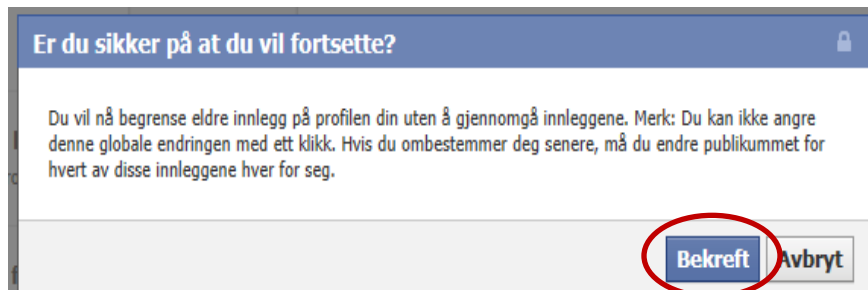 Er du sikker på at du vil fortsette?
Du vil nå begrense eldre innlegg på profilen din uten å gjennomgå innleggene. Merk: Du kan ikke angre
denne globale endringen med ett klikk. Hvis du ombestemmer deg senere, må du endre publikummet for
hvert av disse innleggene hver for seg.
Bekreft Avbryt